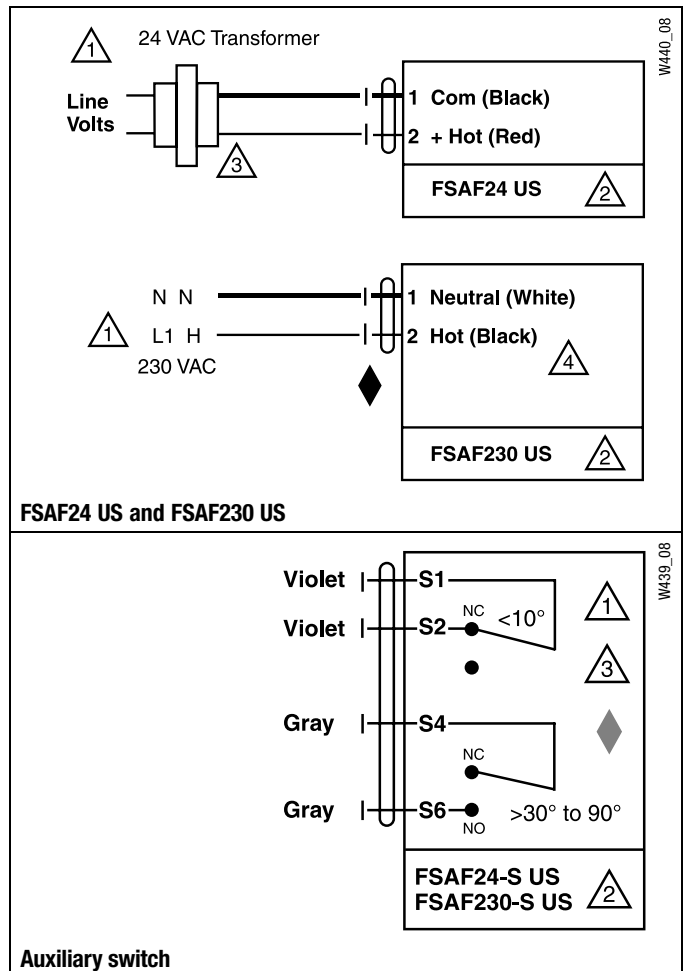 W440_08
1
24 VAC Transformer
Line
Volts
1 Com (Black)
2 + Hot (Red)
3
FSAF24 US
2
N N
1 Neutral (White)
1
L1 H
2 Hot (Black)
230 VAC
4
FSAF230 US
2
FSAF24 US and FSAF230 US
W439_08
Violet
S1
1
Violet
S2
NC
<10°
3
Gray
S4
NC
Gray
S6
NO
>30° to 90°
FSAF24-S US
FSAF230-S US
2
Auxiliary switch